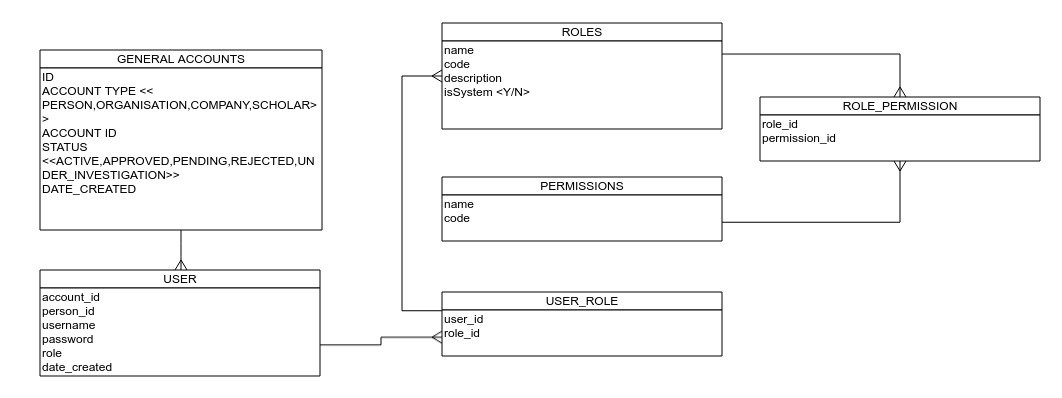 GENERAL ACCOUNTS
ID
ACCOUNT TYPE <<
PERSON,ORGANISATION,COMPANY,SCHOLAR>
>
ACCOUNT ID
STATUS
<<ACTIVE,APPROVED,PENDING,REJECTED,UN
DER_INVESTIGATION>>
DATE_CREATED
USER
account_id
person_id
username
password
role
date_created
ROLES
name
code
description
isSystem <Y/N>
PERMISSIONS
name
code
USER_ROLE
user_id
role_id
ROLE_PERMISSION
role_id
permission_id